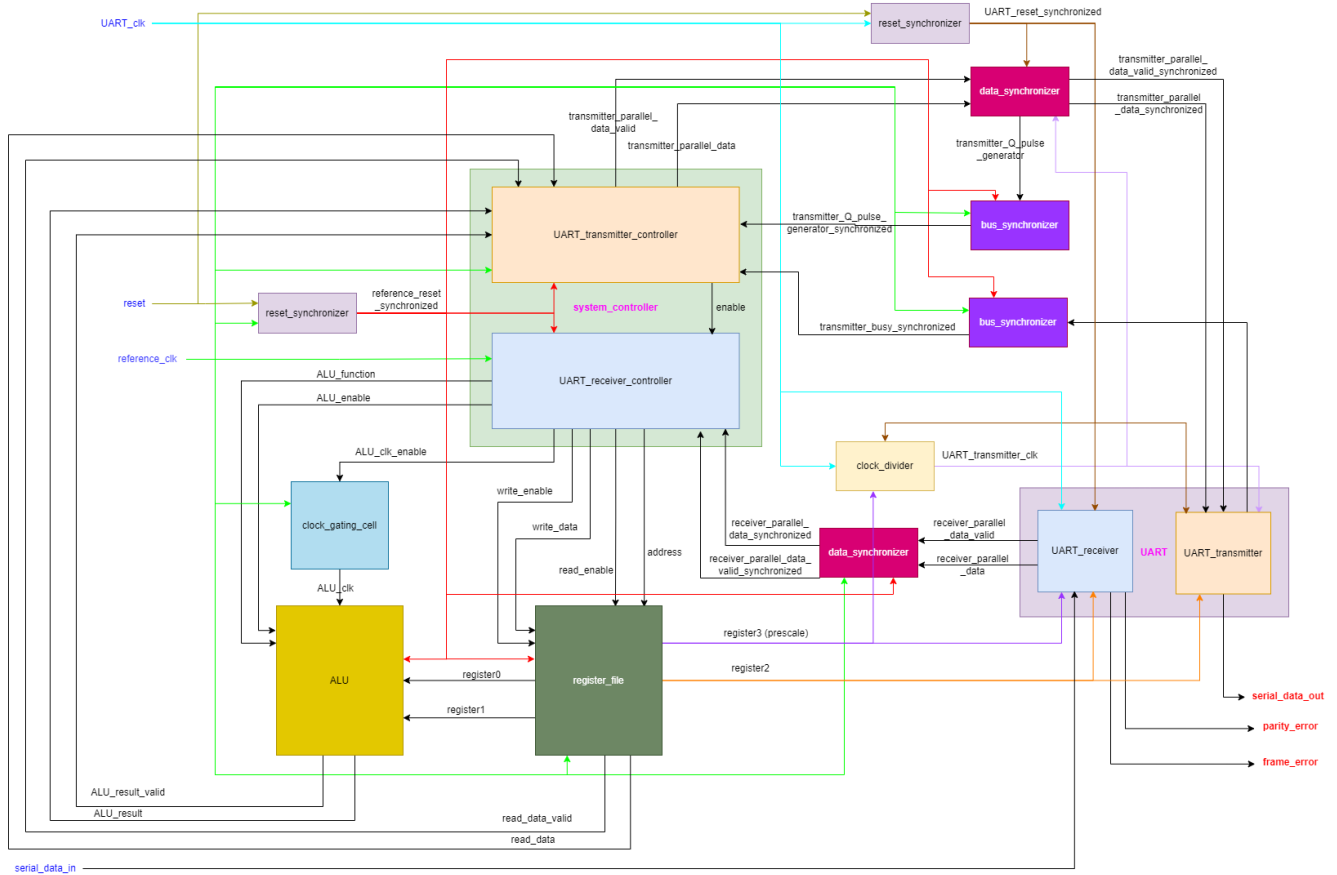 UART_reset_synchronized
UART_clk
reset_synchronizer
transmitter_parallel_
data_valid_synchronized
data_synchronizer
transmitter_parallel
_data_synchronized
transmitter_parallel_
data_valid
transmitter_parallel_data
transmitter_Q_pulse
_generator
transmitter_Q_pulse_
generator_synchronized
bus_synchronizer
UART_transmitter_controller
reset
reference_reset
_synchronized
reset_synchronizer
system_controller
enable
transmitter_busy_synchronized
bus_synchronizer
reference_clk
ALU_function
UART_receiver_controller
ALU_enable
ALU_clk_enable
clock_divider
UART_transmitter_clk
write_enable
clock_gating_cell
write_data
receiver_parallel_
data_synchronized
receiver_parallel
_data_valid
data_synchronizer
UART_receiver
UART
UART_transmitter
address
receiver_parallel_data_
valid_synchronized
receiver_parallel
_data
read_enable
ALU_clk
register3 (prescale)
register0
register2
ALU
register_file
serial_data_out
register1
parity_error
frame_error
ALU_result_valid
ALU_result
read_data_valid
read_data
serial_data_in